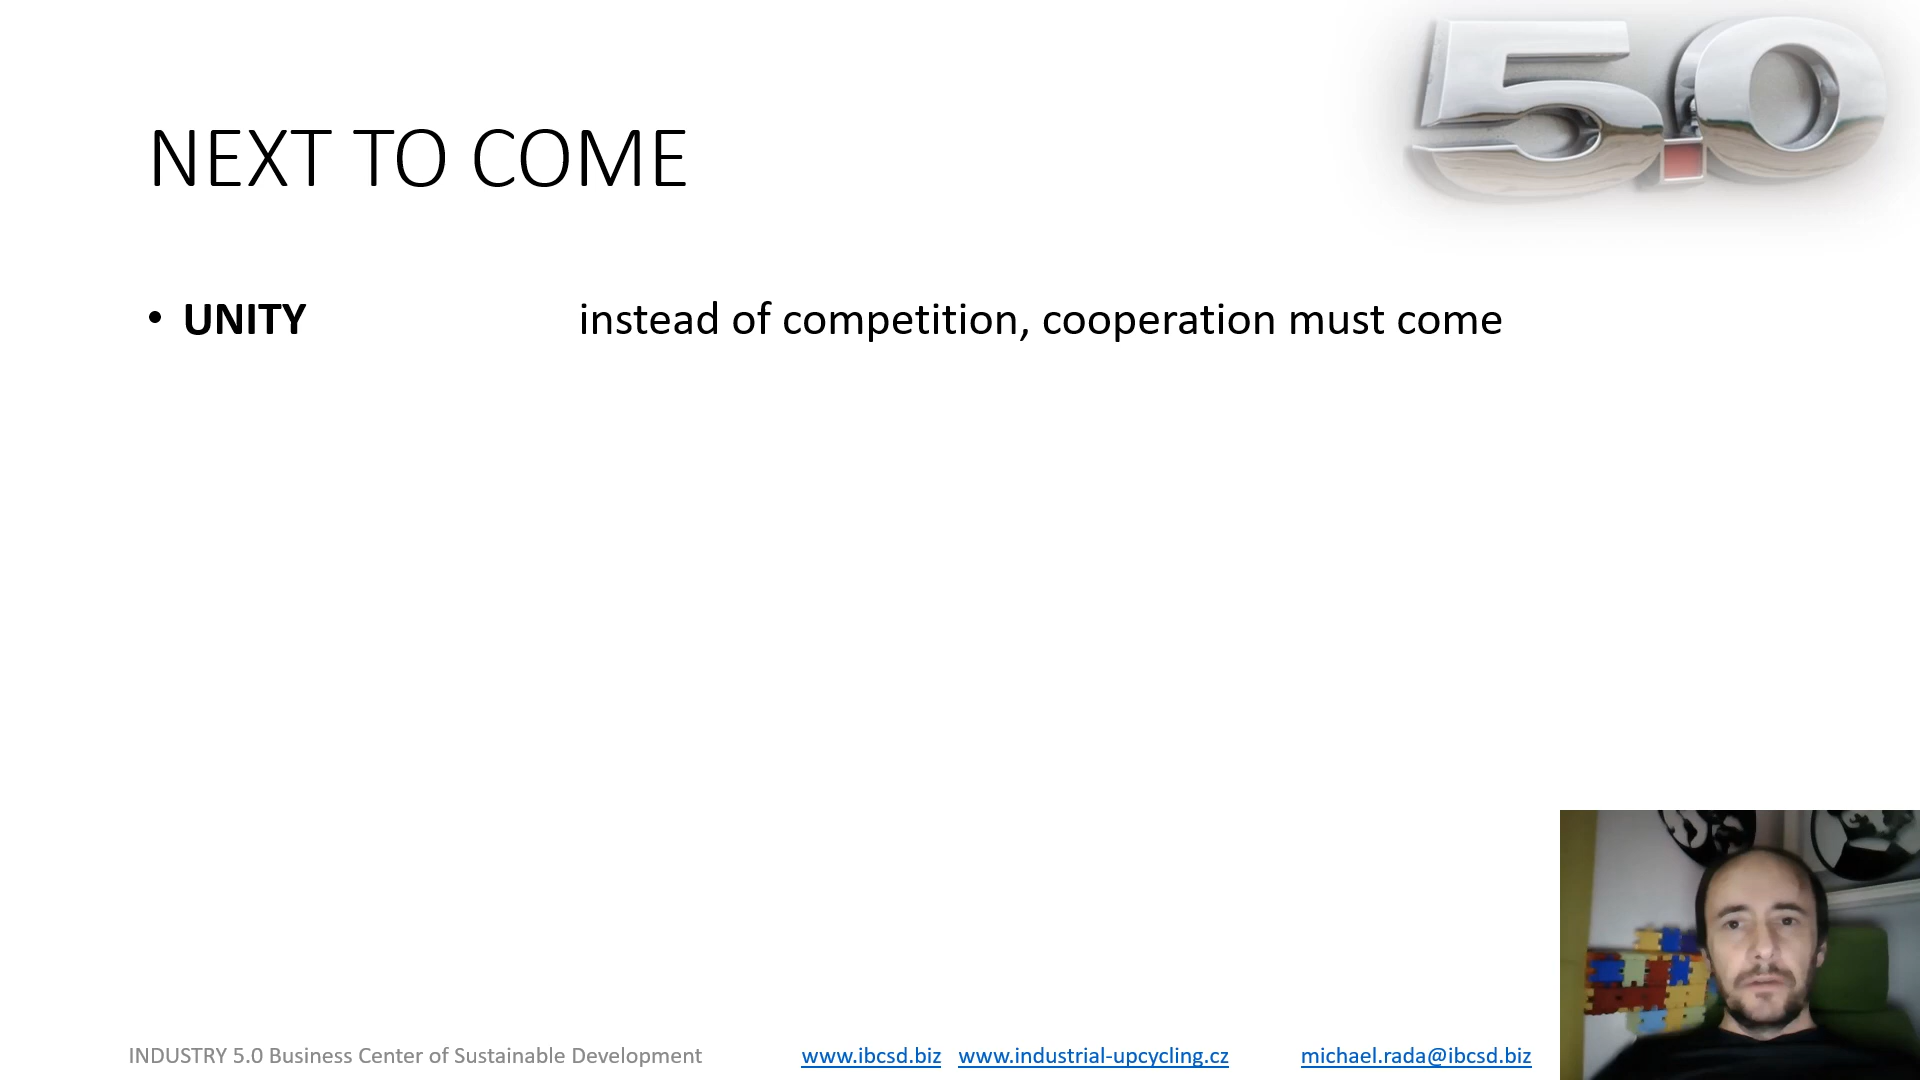 5.0
NEXT TO COME
• UNITY instead of competition, cooperation must come
INDUSTRY 5.0 Business Center of Sustainable Development www.ibcsd.biz www.industrial-upcycling.cz michael.rada@ibcsd.biz